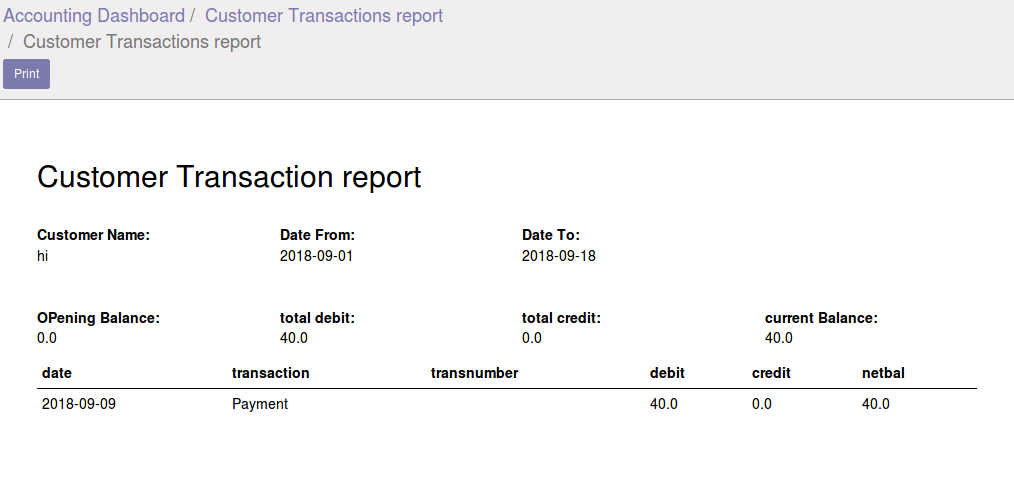 Accounting Dashboard / Customer Transactions report
/ Customer Transactions report
Print
Customer Transaction report
Customer Name: Date From: Date To:
hi 2018-09-01 2018-09-18
OPening Balance: total debit: total credit: current Balance:
0.0 40.0 0.0 40.0
date transaction transnumber debit credit netbal
2018-09-09 Payment 40.0 0.0 40.0